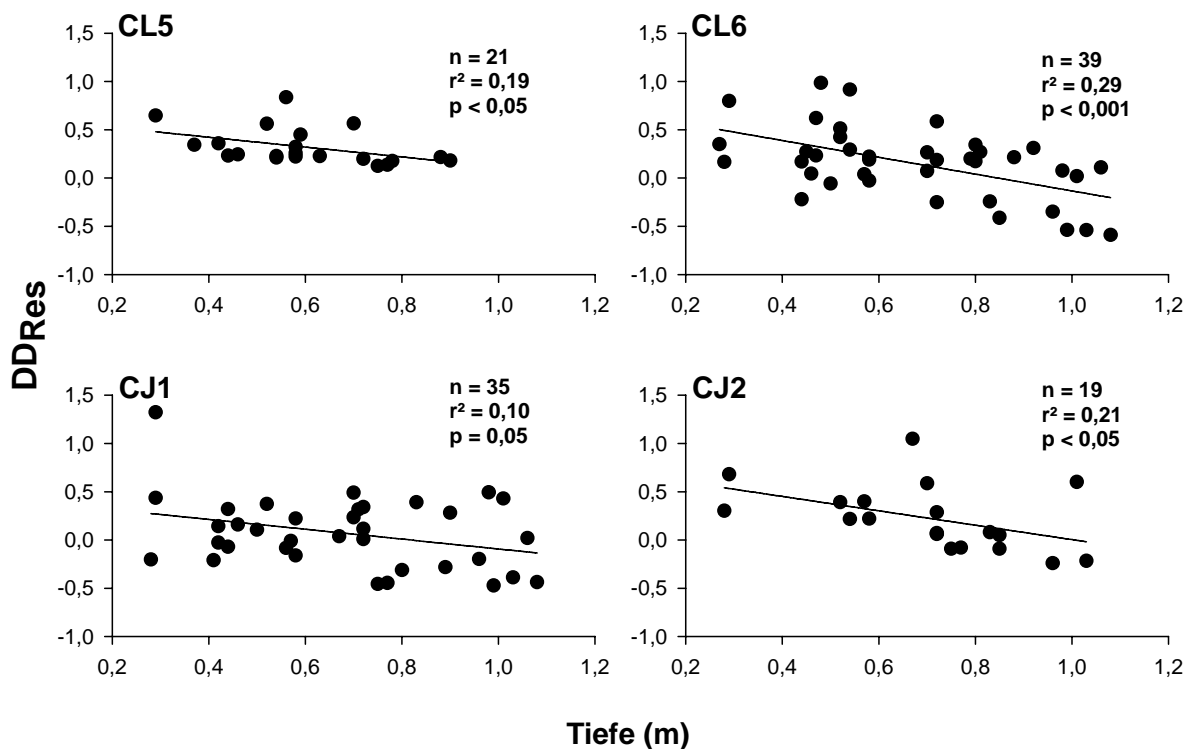 CL5
n = 21
r² = 0,19
p < 0,05
1,5
1,0
0,5
0,0
-0,5
-1,0
0,2 0,4 0,6 0,8 1,0 1,2
CL6
n = 39
r² = 0,29
p < 0,001
1,5
1,0
0,5
0,0
-0,5
-1,0
0,2 0,4 0,6 0,8 1,0 1,2
DDRes
CJ1
n = 35
r² = 0,10
p = 0,05
1,5
1,0
0,5
0,0
-0,5
-1,0
0,2 0,4 0,6 0,8 1,0 1,2
CJ2
n = 19
r² = 0,21
p < 0,05
1,5
1,0
0,5
0,0
-0,5
-1,0
0,2 0,4 0,6 0,8 1,0 1,2
Tiefe (m)